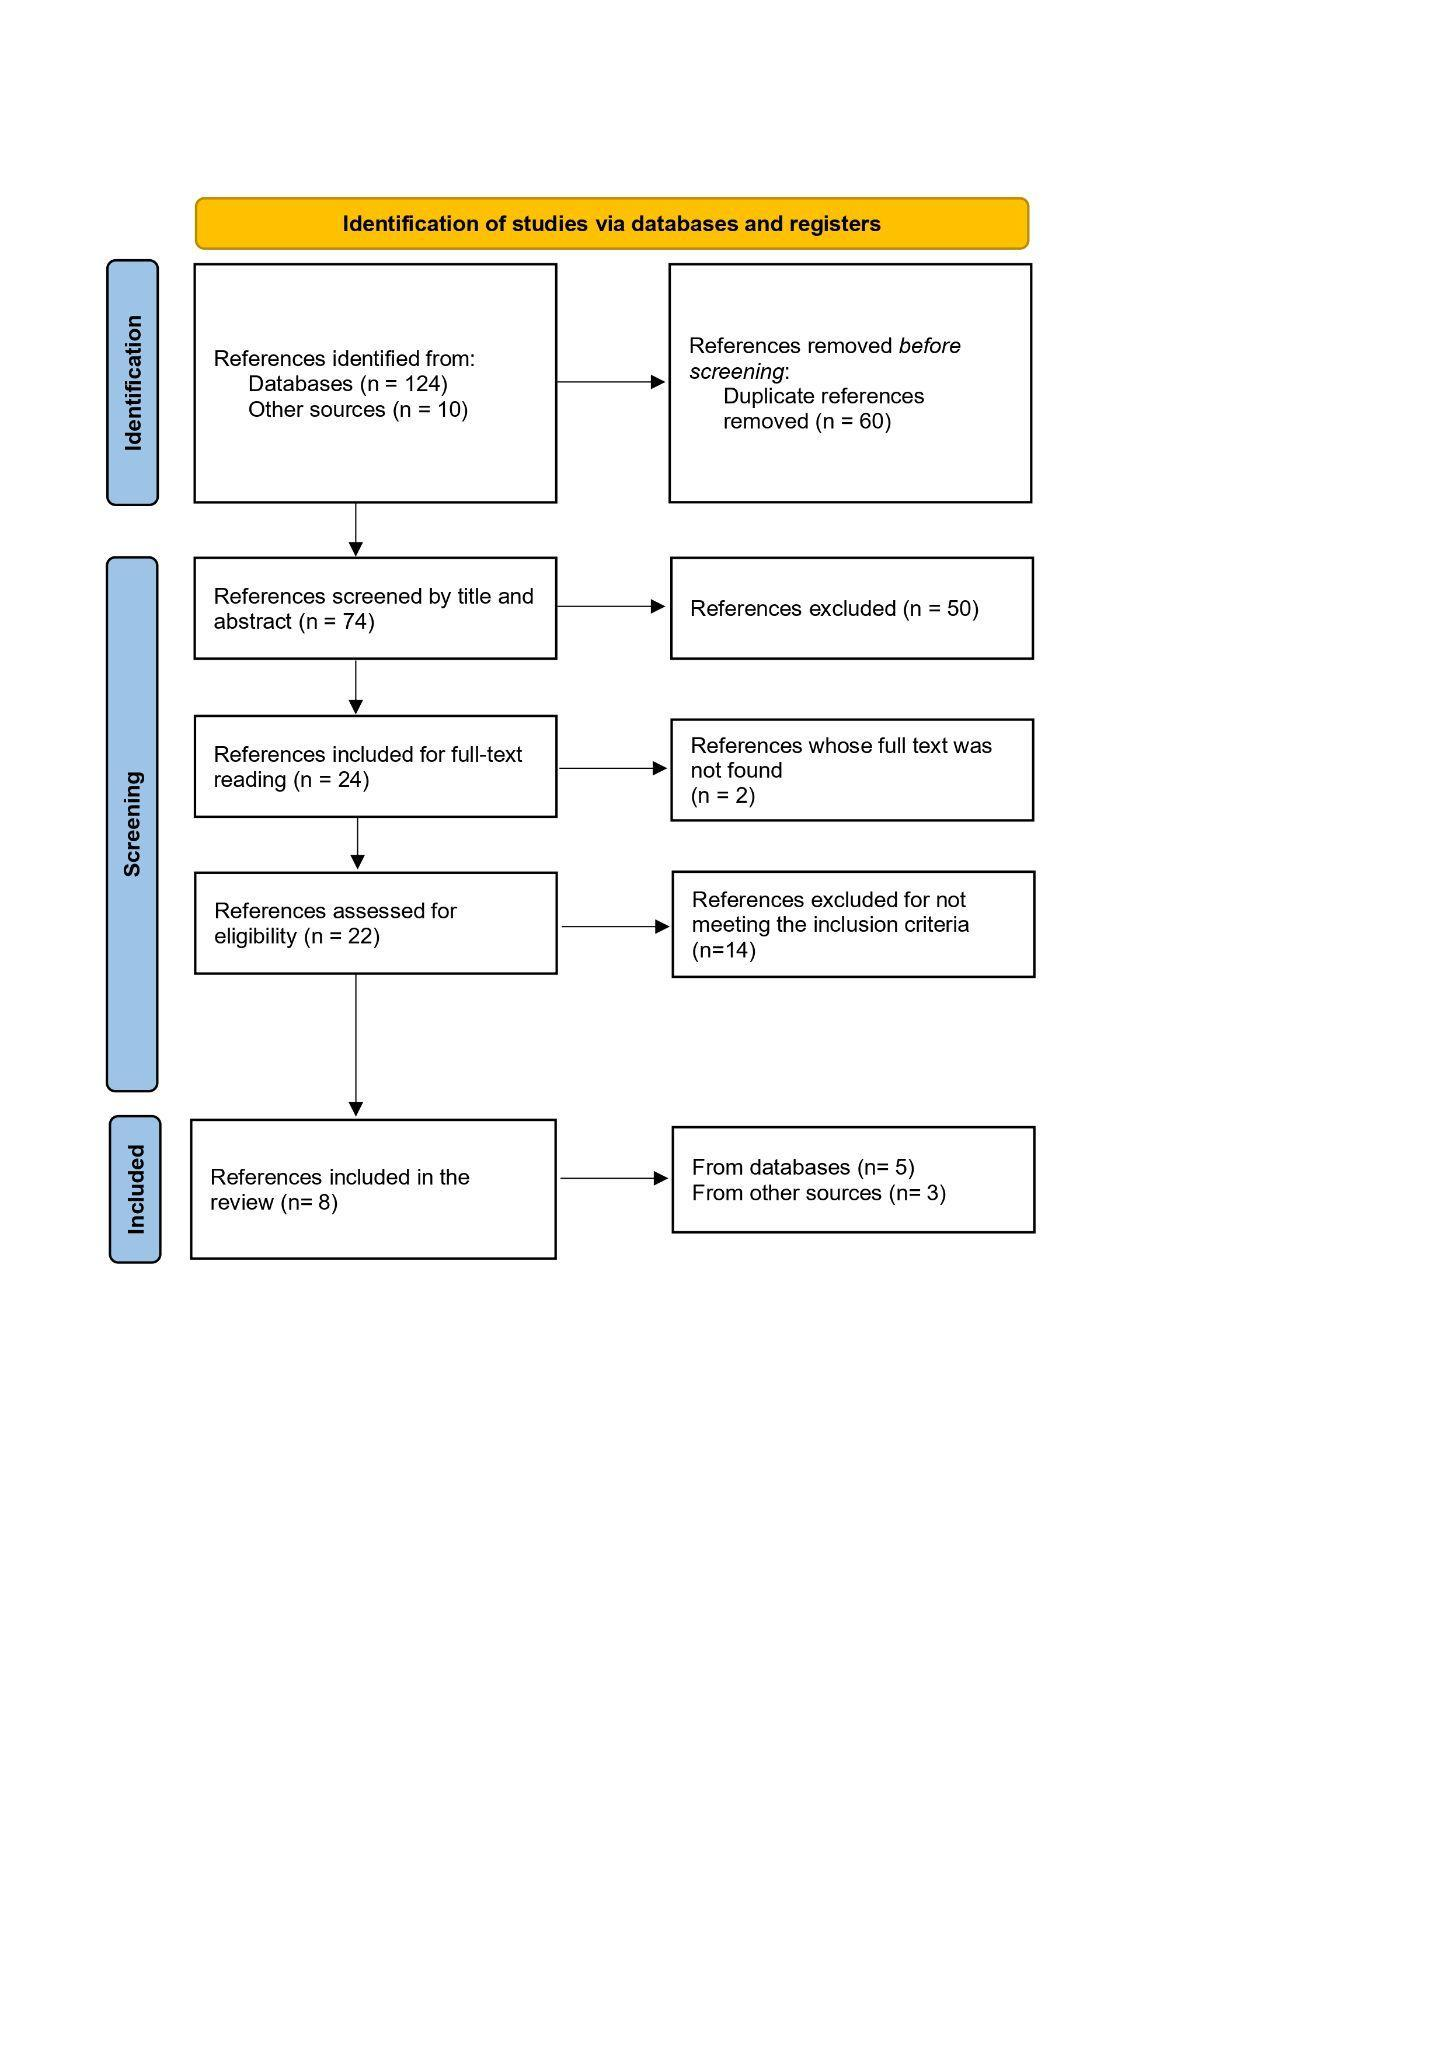 Identification of studies via databases and registers
Identification
References identified from:
Databases (n = 124)
Other sources (n = 10)
References removed before
screening:
Duplicate references
removed (n = 60)
Screening
References screened by title and
abstract (n = 74)
References excluded (n = 50)
References included for full-text
reading (n = 24)
References whose full text was
not found
(n = 2)
References assessed for
eligibility (n = 22)
References excluded for not
meeting the inclusion criteria
(n=14)
Included
References included in the
review (n= 8)
From databases (n= 5)
From other sources (n= 3)